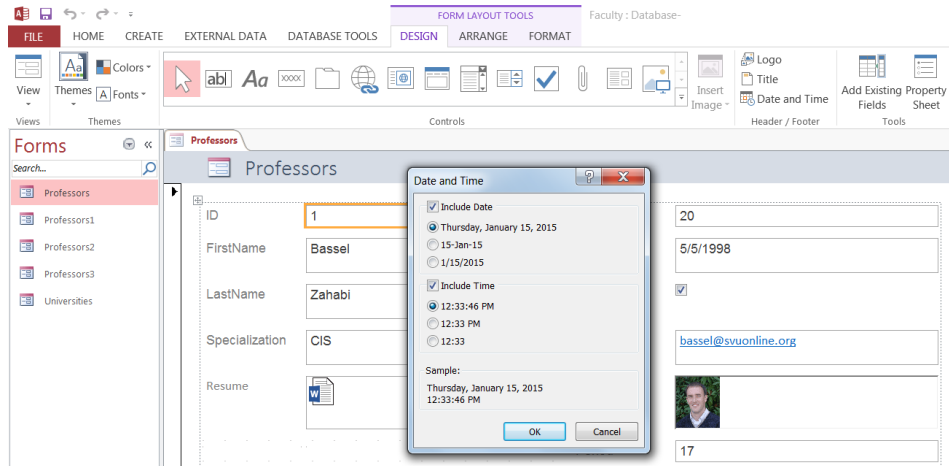 FORM LAYOUT TOOLS Faculty : Database-
FILE HOME CREATE EXTERNAL DATA DATABASE TOOLS DESIGN ARRANGE FORMAT
View
Themes
Colors
A Fonts
Aa
ab Aa xxxx
Insert
Image
Logo
Title
Date and Time
Add Existing
Fields
Property
Sheet
Views Themes Controls Header / Footer Tools
Forms
Search...
Professors
Professors1
Professors2
Professors3
Universities
Professors
Professors
ID 1 20
FirstName Bassel 5/5/1998
LastName Zahabi
Specialization CIS bassel@svuonline.org
Resume
W
17
Date and Time
Include Date
Thursday, January 15, 2015
15-Jan-15
1/15/2015
Include Time
12:33:46 PM
12:33 PM
12:33
Sample:
Thursday, January 15, 2015
12:33:46 PM
OK Cancel